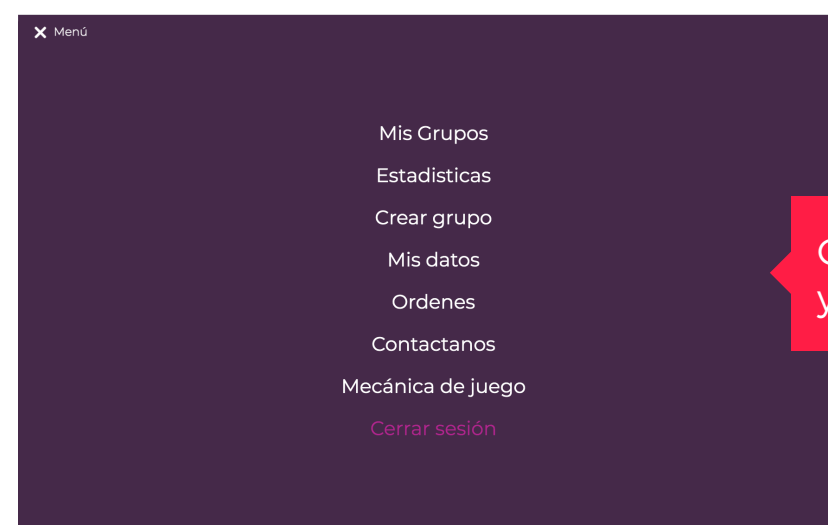 Menú
Mis Grupos
Estadisticas
Crear grupo
Mis datos
Ordenes
Contactanos
Mecánica de juego
Cerrar sesión